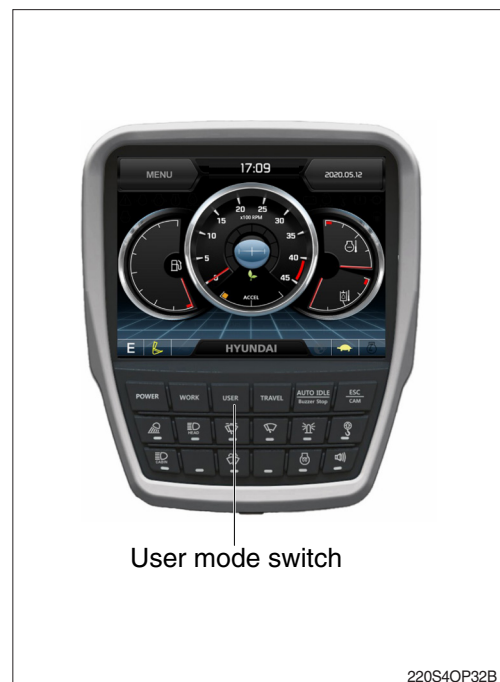 MENU
17:09
2020.05.12
x100 RPM
0
5
10
15
20
25
30
35
40
45
ACCEL
E
HYUNDAI
POWER
WORK
USER
TRAVEL
AUTO IDLE
Buzzer Stop
ESC
CAM
HEAD
CABIN
User mode switch
220S4OP32B